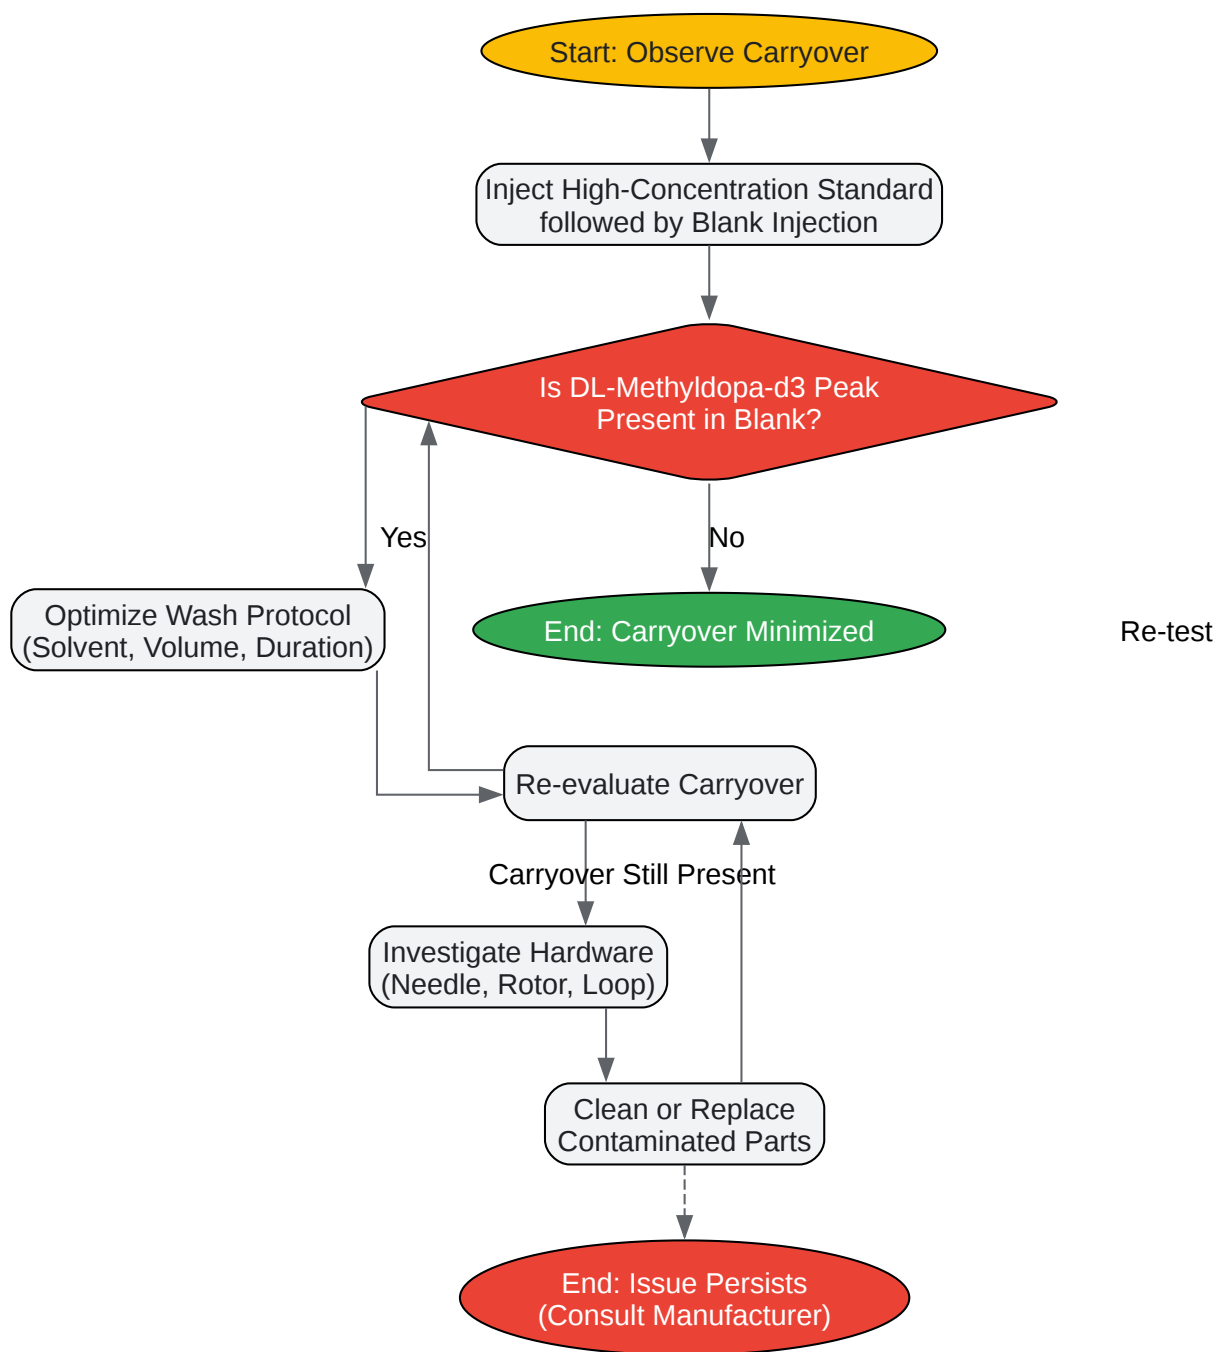 Start: Observe Carryover
Inject High-Concentration Standard
followed by Blank Injection
Is DL-Methyldopa-d3 Peak
Present in Blank?
Yes
No
Optimize Wash Protocol
(Solvent, Volume, Duration)
End: Carryover Minimized
Re-test
Re-evaluate Carryover
Carryover Still Present
Investigate Hardware
(Needle, Rotor, Loop)
Clean or Replace
Contaminated Parts
End: Issue Persists
(Consult Manufacturer)